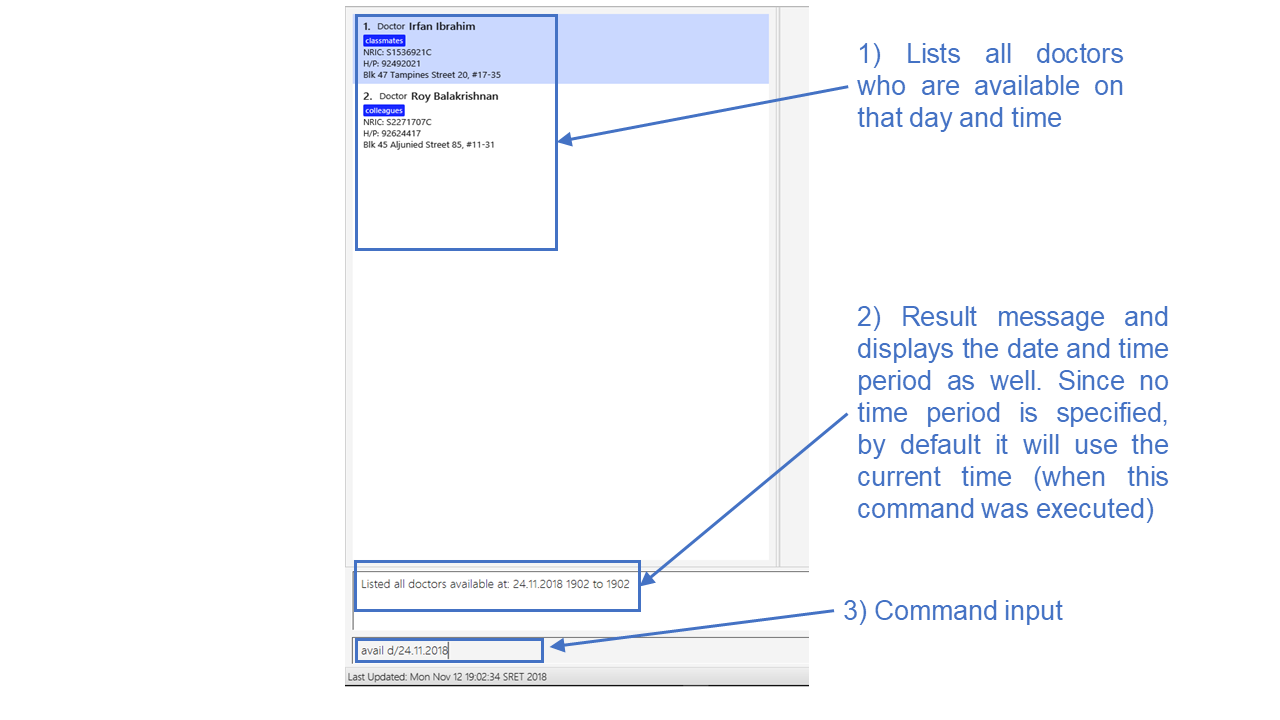 1. Doctor Irfan Ibrahim
classmates
NRIC: S1536921C
H/P: 92492021
Blk 47 Tampines Street 20, #17-35
2. Doctor Roy Balakrishnan
colleagues
NRIC: S2271707C
H/P: 92624417
Blk 45 Aljunied Street 85, #11-31
1) Lists all doctors
who are available on
that day and time
2) Result message and
displays the date and time
period as well. Since no
time period is specified,
by default it will use the
current time (when this
command was executed)
Listed all doctors available at: 24.11.2018 1902 to 1902
3) Command input
avail d/24.11.2018
Last Updated: Mon Nov 12 19:02:34 SRET 2018